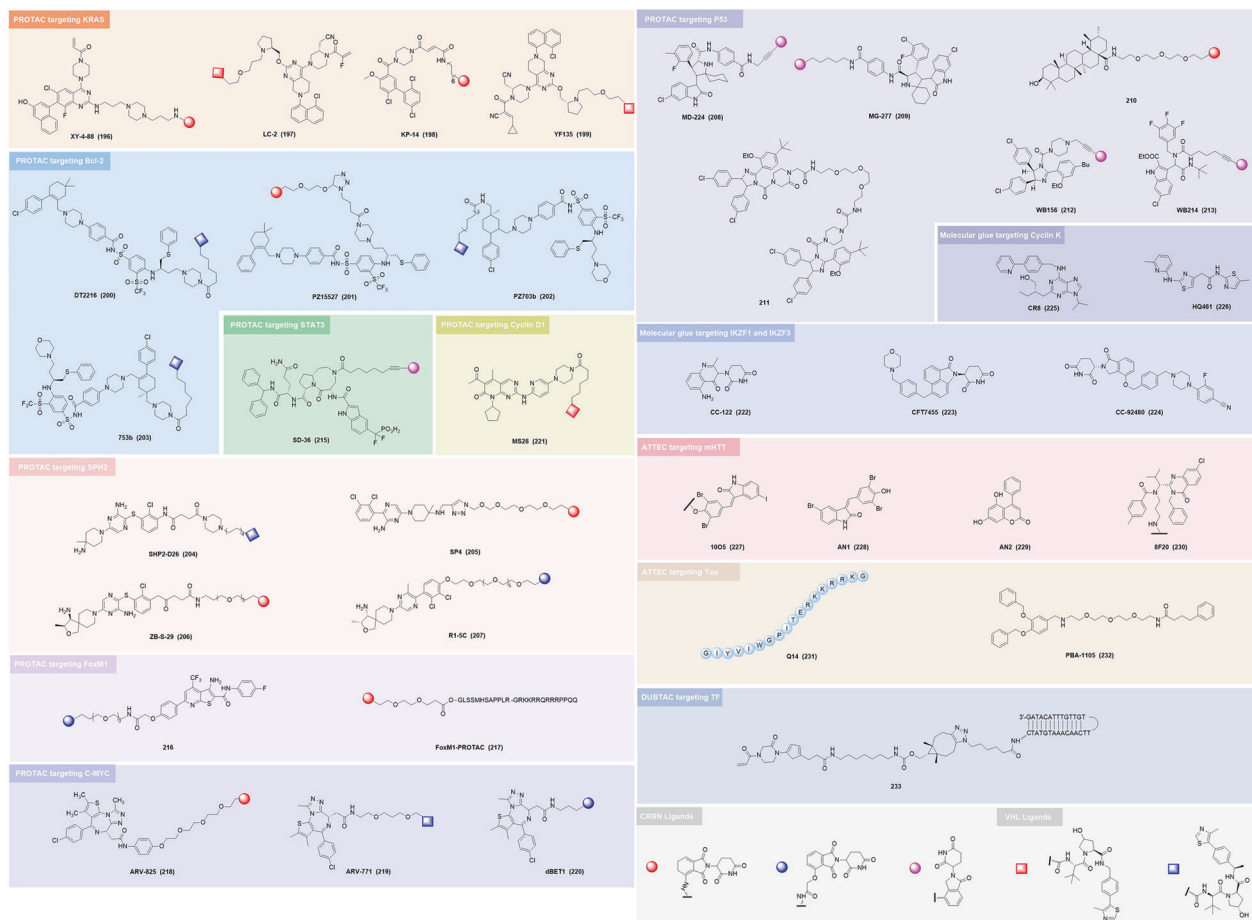 PROTAC targeting KRAS
XY-4-88 (196)
LC-2 (197)
KP-14 (198)
YF135 (199)
PROTAC targeting Bcl-2
DT2216 (200)
PZ15527 (201)
PZ703b (202)
753b (203)
PROTAC targeting STAT3
SD-36 (215)
PROTAC targeting Cyclin D1
MS28 (221)
PROTAC targeting SPH2
SHP2-D26 (204)
SP4 (205)
ZB-S-29 (206)
R1-5C (207)
PROTAC targeting FoxM1
216
O-GLSSMHSAPPLR -GRKKRRQRRRPPQQ
FoxM1-PROTAC (217)
PROTAC targeting C-MYC
ARV-825 (218)
ARV-771 (219)
dBET1 (220)
PROTAC targeting P53
MD-224 (208)
MG-277 (209)
210
211
WB156 (212)
WB214 (213)
Molecular glue targeting Cyclin K
CR8 (225)
HQ461 (226)
Molecular glue targeting IKZF1 and IKZF3
CC-122 (222)
CFT7455 (223)
CC-92480 (224)
ATTEC targeting mHTT
10O5 (227)
AN1 (228)
AN2 (229)
8F20 (230)
ATTEC targeting Tau
G I Y V I W G P I T E R K K R R K G
Q14 (231)
PBA-1105 (232)
DUBTAC targeting TF
3'-GATACATTTGTTGT
CTATGTAAACAACTT
233
CRBN Ligands
VHL Ligands